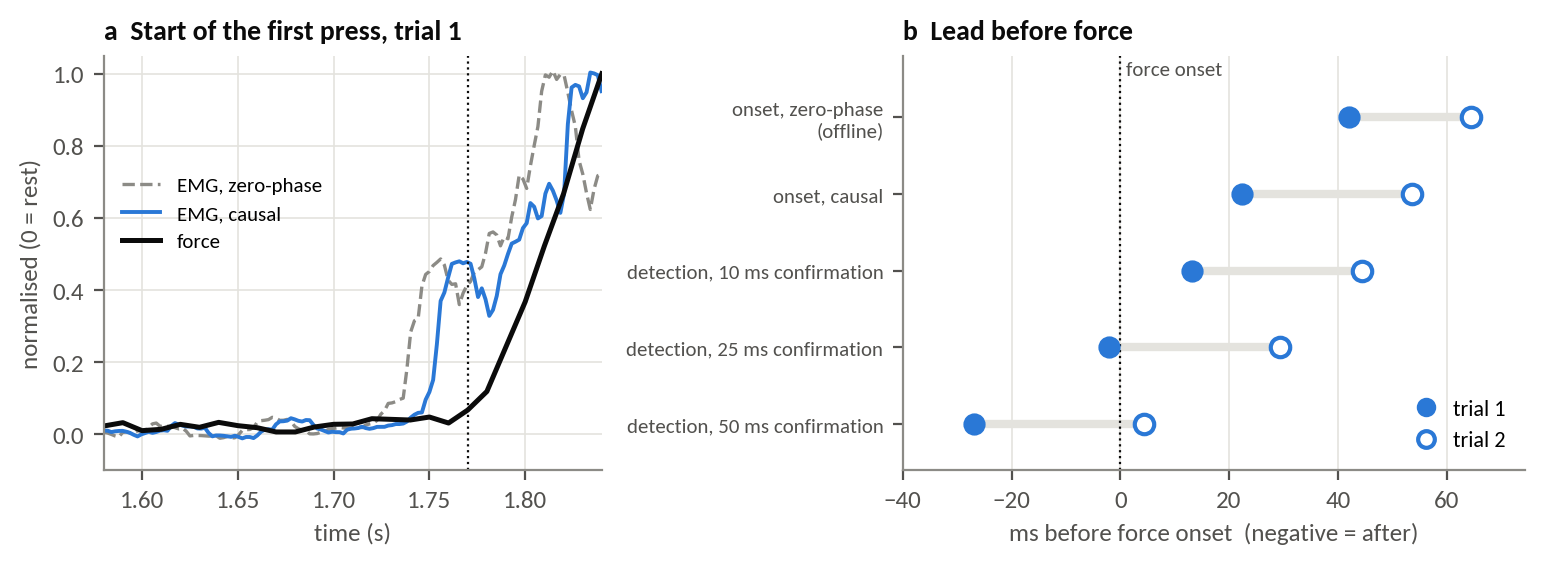 a Start of the first press, trial 1
normalised (0 = rest)
1.0
0.8
0.6
0.4
0.2
0.0
EMG, zero-phase
EMG, causal
force
1.60
1.65
1.70
1.75
1.80
time (s)
b Lead before force
force onset
onset, zero-phase
(offline)
onset, causal
detection, 10 ms confirmation
detection, 25 ms confirmation
detection, 50 ms confirmation
trial 1
trial 2
−40
−20
0
20
40
60
ms before force onset (negative = after)